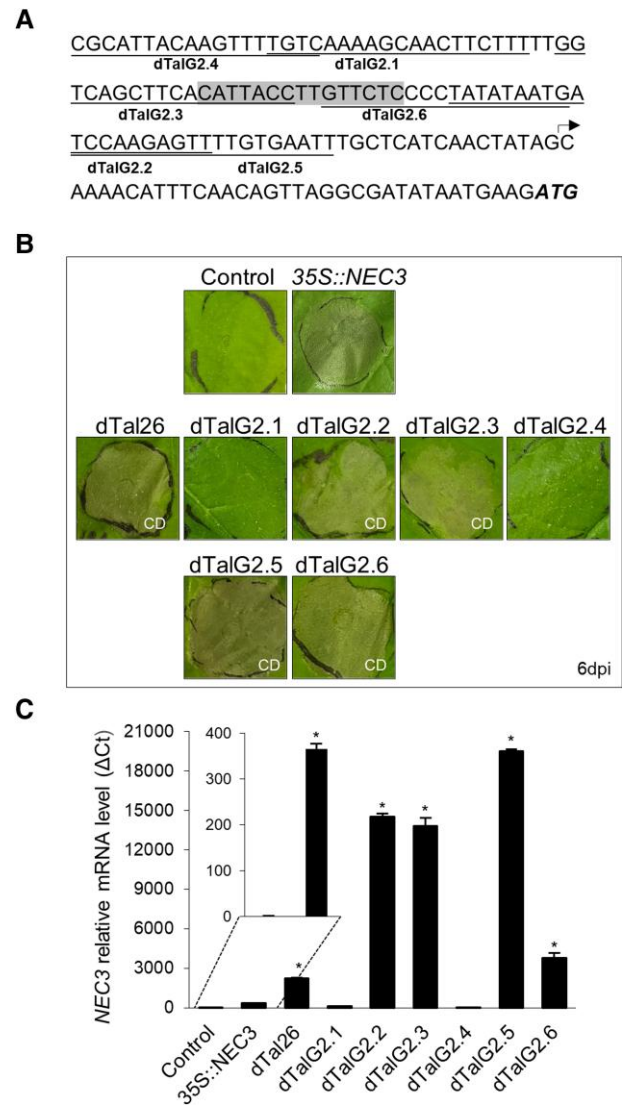 A
CGCATTACAAGTTTTGTCAAAAGCAACTTCTTTTTGG
dTalG2.4 dTalG2.1
TCAGCTTCACATTACCTTGTTCTCCCCTATATAATGA
dTalG2.3 dTalG2.6
TCCAAGAGTTTTGTGAATTTGCTCATCAACTATAGC
dTalG2.2 dTalG2.5
AAAACATTTCAACAGTTAGGCGATATAATGAAGATG
B
Control 35S::NEC3
dTal26 dTalG2.1 dTalG2.2 dTalG2.3 dTalG2.4
CD CD CD
dTalG2.5 dTalG2.6
CD CD
6dpi
C
NEC3 relative mRNA level (ΔCt)
21000
18000
15000
12000
9000
6000
3000
0
400
300
200
100
0
* * * * * *
Control
35S::NEC3
dTal26
dTalG2.1
dTalG2.2
dTalG2.3
dTalG2.4
dTalG2.5
dTalG2.6